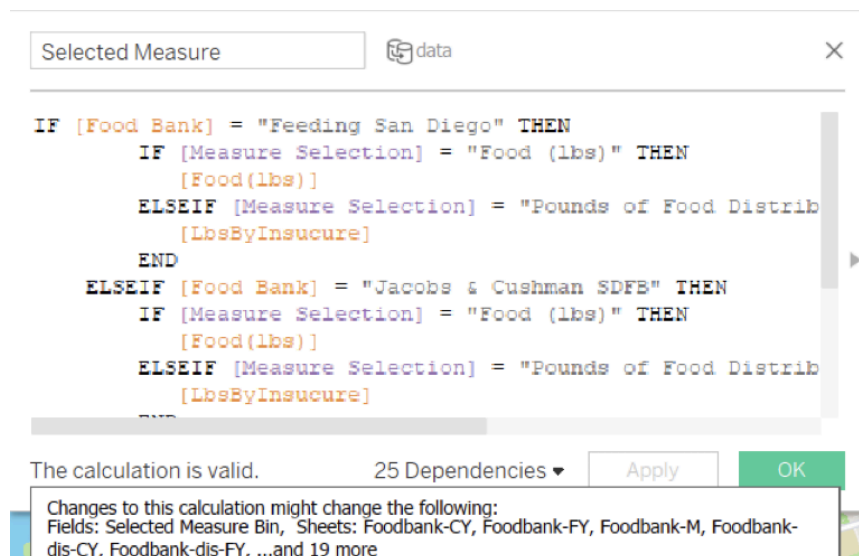 Selected Measure data
IF [Food Bank] = "Feeding San Diego" THEN
IF [Measure Selection] = "Food (lbs)" THEN
[Food(lbs)]
ELSEIF [Measure Selection] = "Pounds of Food Distrib
[LbsByInsucure]
END
ELSEIF [Food Bank] = "Jacobs & Cushman SDFB" THEN
IF [Measure Selection] = "Food (lbs)" THEN
[Food(lbs)]
ELSEIF [Measure Selection] = "Pounds of Food Distrib
[LbsByInsucure]
END
The calculation is valid. 25 Dependencies Apply OK
Changes to this calculation might change the following:
Fields: Selected Measure Bin, Sheets: Foodbank-CY, Foodbank-FY, Foodbank-M, Foodbank-
dis-CY, Foodbank-dis-FY, ...and 19 more